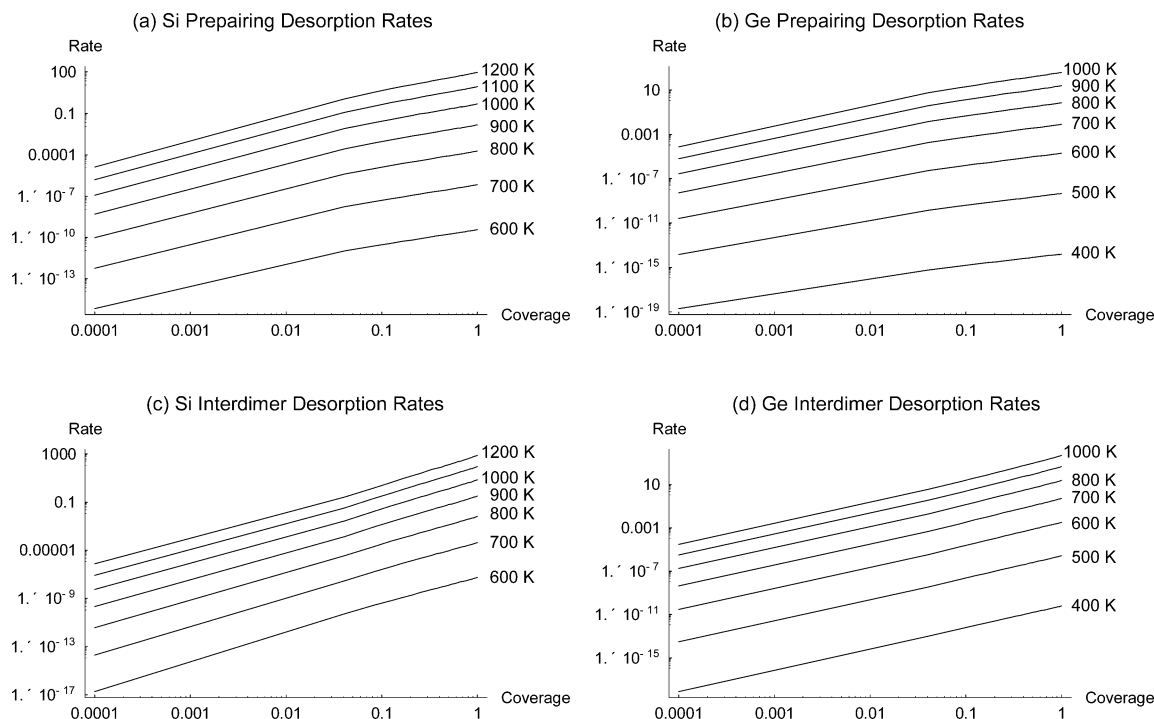 (a) Si Prepairing Desorption Rates
Rate
100
0.1
0.0001
1.´ 10-7
1.´ 10-10
1.´ 10-13
0.0001 0.001 0.01 0.1 1
Coverage
1200 K
1100 K
1000 K
900 K
800 K
700 K
600 K
(b) Ge Prepairing Desorption Rates
Rate
10
0.001
1.´ 10-7
1.´ 10-11
1.´ 10-15
1.´ 10-19
0.0001 0.001 0.01 0.1 1
Coverage
1000 K
900 K
800 K
700 K
600 K
500 K
400 K
(c) Si Interdimer Desorption Rates
Rate
1000
0.1
0.00001
1.´ 10-9
1.´ 10-13
1.´ 10-17
0.0001 0.001 0.01 0.1 1
Coverage
1200 K
1000 K
900 K
800 K
700 K
600 K
(d) Ge Interdimer Desorption Rates
Rate
10
0.001
1.´ 10-7
1.´ 10-11
1.´ 10-15
0.0001 0.001 0.01 0.1 1
Coverage
1000 K
800 K
700 K
600 K
500 K
400 K